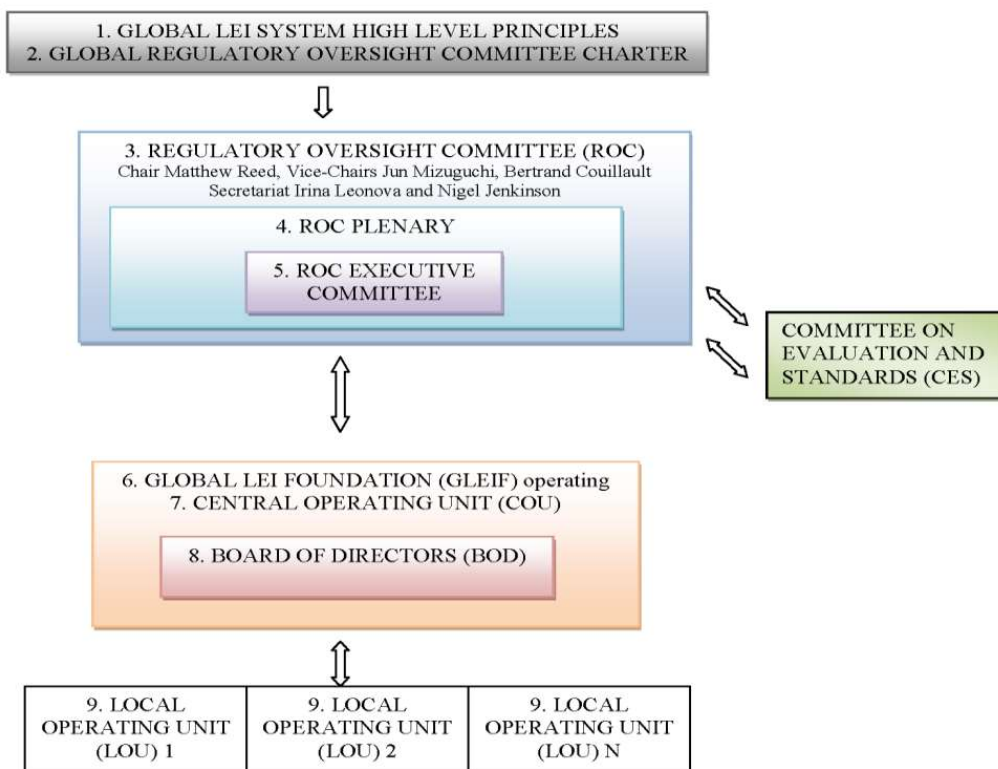 1. GLOBAL LEI SYSTEM HIGH LEVEL PRINCIPLES
2. GLOBAL REGULATORY OVERSIGHT COMMITTEE CHARTER
3. REGULATORY OVERSIGHT COMMITTEE (ROC)
Chair Matthew Reed, Vice-Chairs Jun Mizuguchi, Bertrand Couillault
Secretariat Irina Leonova and Nigel Jenkinson
4. ROC PLENARY
5. ROC EXECUTIVE
COMMITTEE
COMMITTEE ON
EVALUATION AND
STANDARDS (CES)
6. GLOBAL LEI FOUNDATION (GLEIF) operating
7. CENTRAL OPERATING UNIT (COU)
8. BOARD OF DIRECTORS (BOD)
9. LOCAL
OPERATING UNIT
(LOU) 1
9. LOCAL
OPERATING UNIT
(LOU) 2
9. LOCAL
OPERATING UNIT
(LOU) N